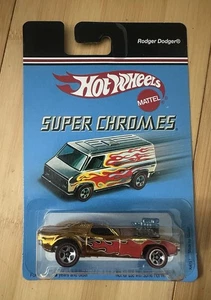 Rodger Dodger®
Hot Wheels
MATTEL
SUPER CHROMES